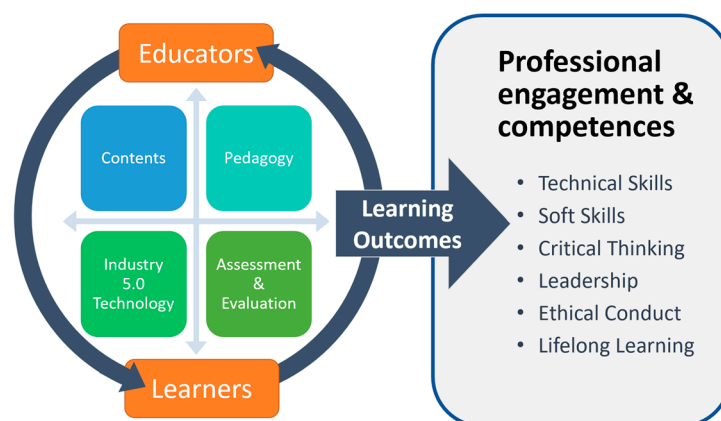 Educators
Contents
Pedagogy
Industry
5.0
Technology
Assessment
&
Evaluation
Learners
Learning
Outcomes
Professional
engagement &
competences
• Technical Skills
• Soft Skills
• Critical Thinking
• Leadership
• Ethical Conduct
• Lifelong Learning